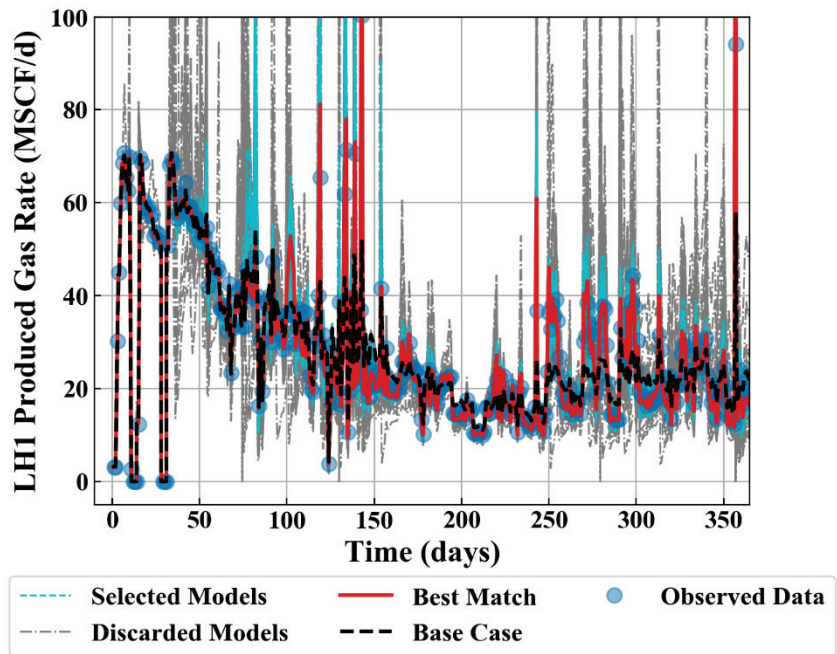 LH1 Produced Gas Rate (MSCF/d)
100
80
60
40
20
0
0 50 100 150 200 250 300 350
Time (days)
Selected Models Best Match Observed Data
Discarded Models Base Case